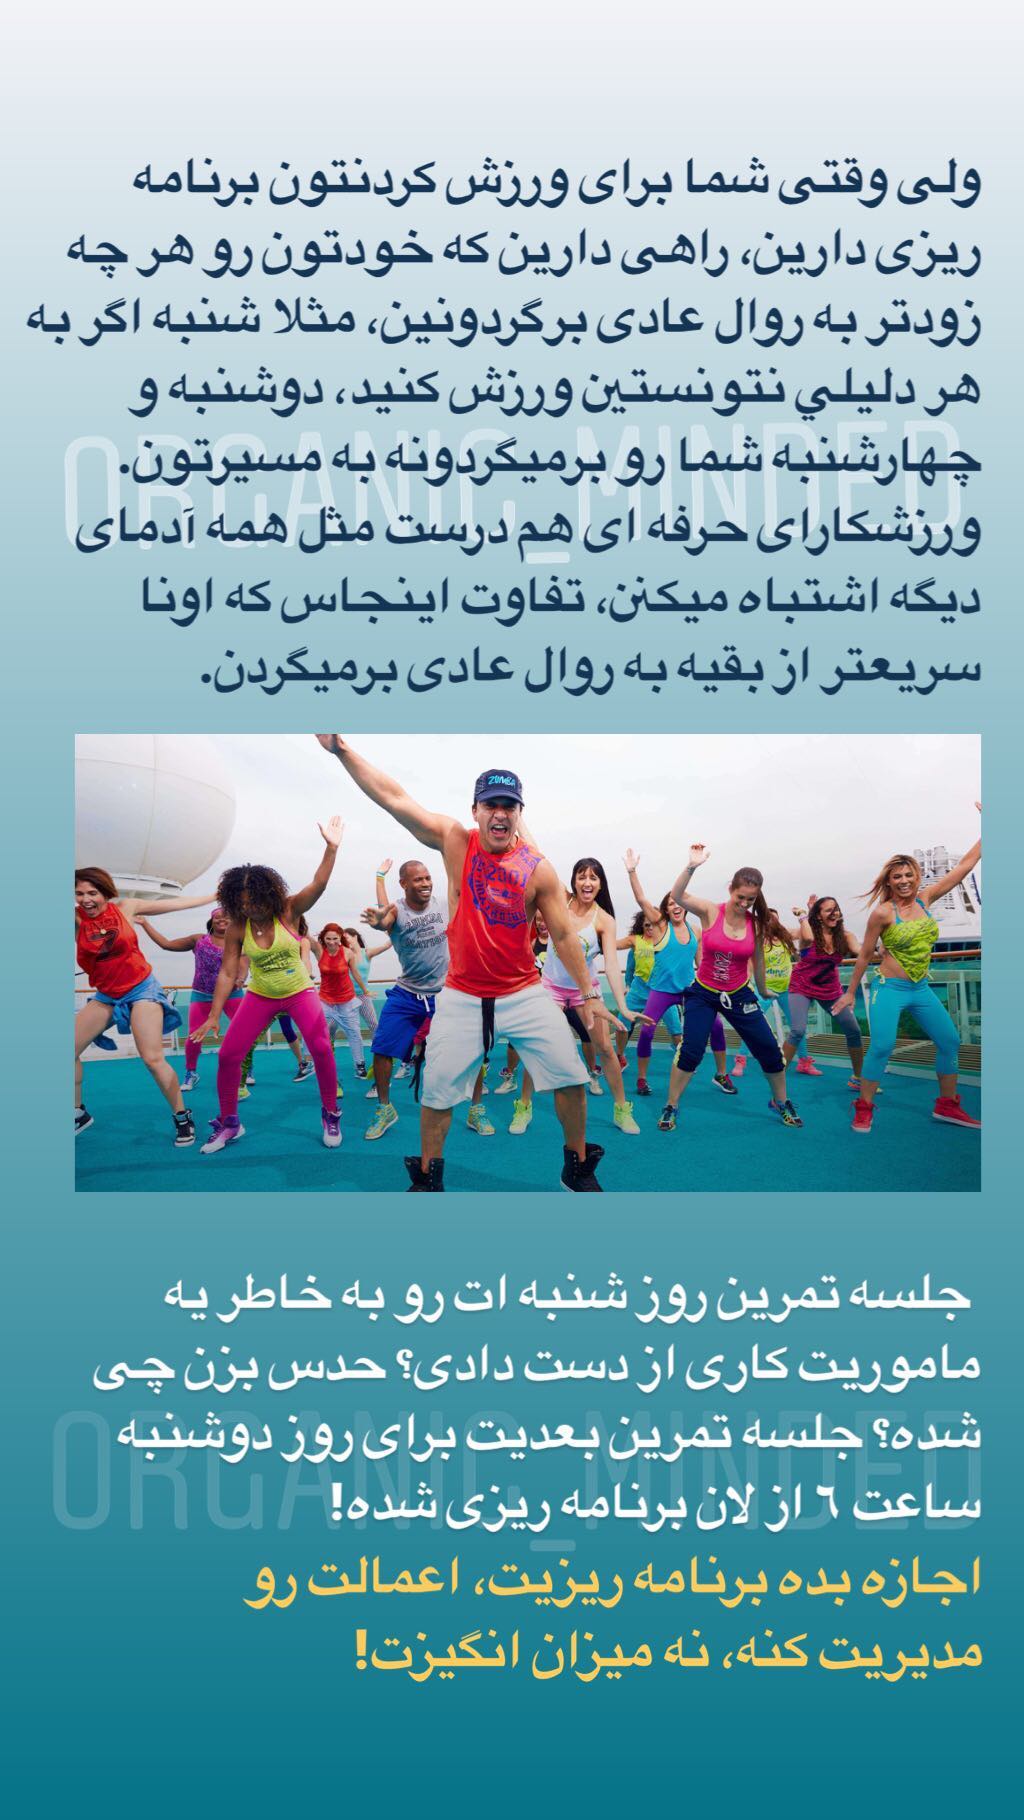 ولی وقتی شما برای ورزش کردنتون برنامه
ریزی دارین، راهی دارین که خودتون رو هر چه
زودتر به روال عادی برگردونین، مثلا شنبه اگر به
هر دلیلي نتونستین ورزش کنید، دوشنبه و
چهارشنبه شما رو برمیگردونه به مسیرتون.
ORGANIC_MINDED
ورزشکارای حرفه ای هم درست مثل همه آدمای
دیگه اشتباه میکنن، تفاوت اینجاس که اونا
سریعتر از بقیه به روال عادی برمیگردن.
ZUMBA
2001
جلسه تمرین روز شنبه ات رو به خاطر یه
ماموریت کاری از دست دادی؟ حدس بزن چی
شده؟ جلسه تمرین بعدیت برای روز دوشنبه
ORGANIC_MINDED
ساعت ٦ از لان برنامه ریزی شده!
اجازه بده برنامه ریزیت، اعمالت رو
مدیریت کنه، نه میزان انگیزت!